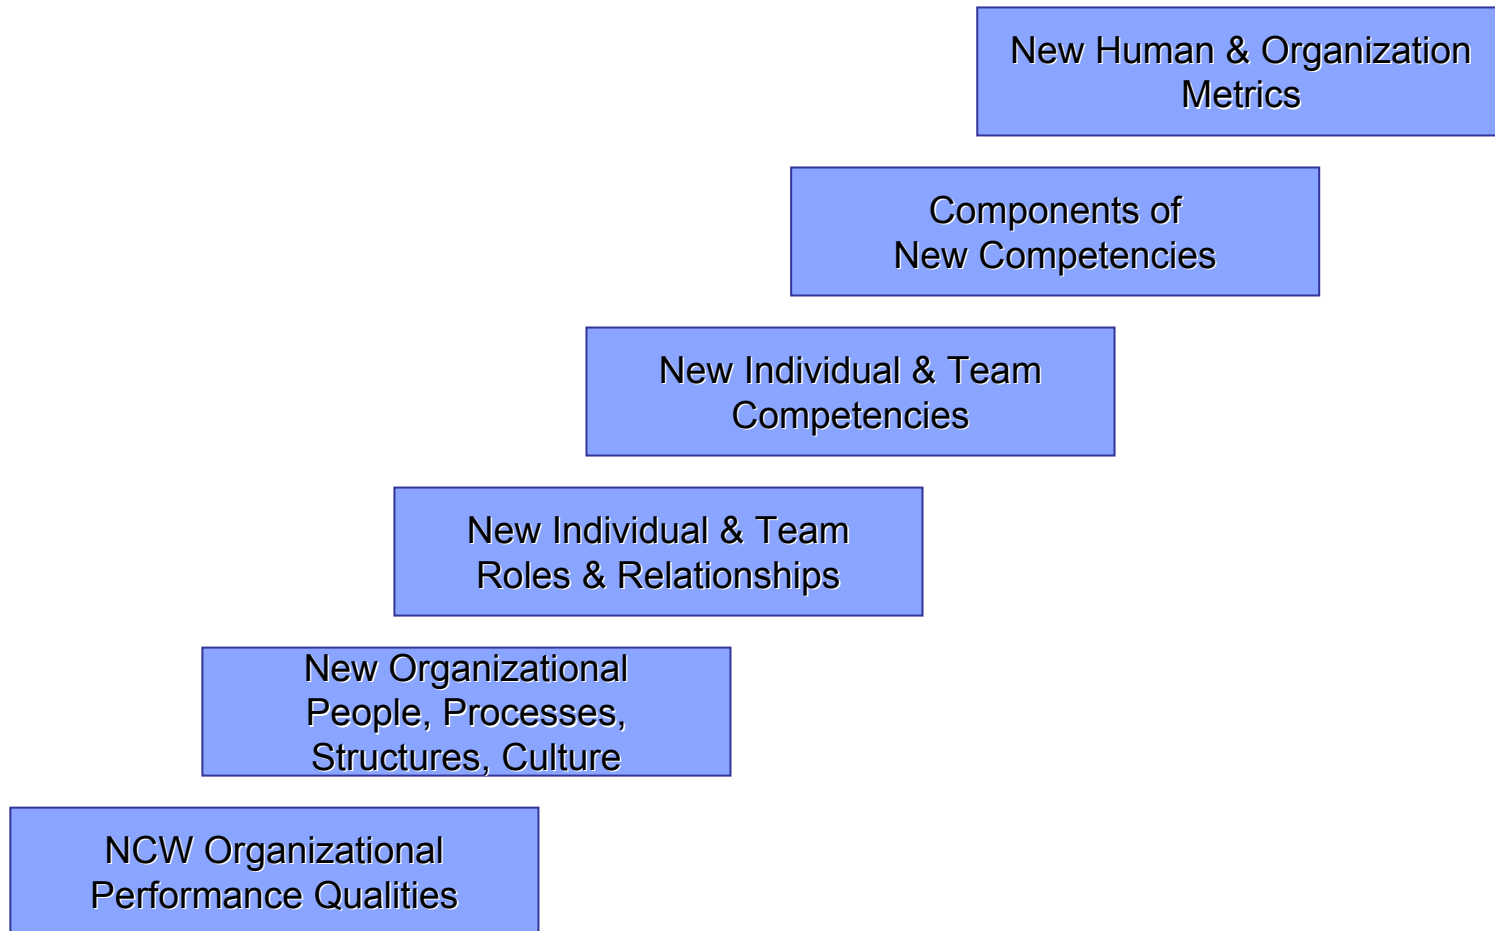 New Human & Organization
Metrics
Components of
New Competencies
New Individual & Team
Competencies
New Individual & Team
Roles & Relationships
New Organizational
People, Processes,
Structures, Culture
NCW Organizational
Performance Qualities